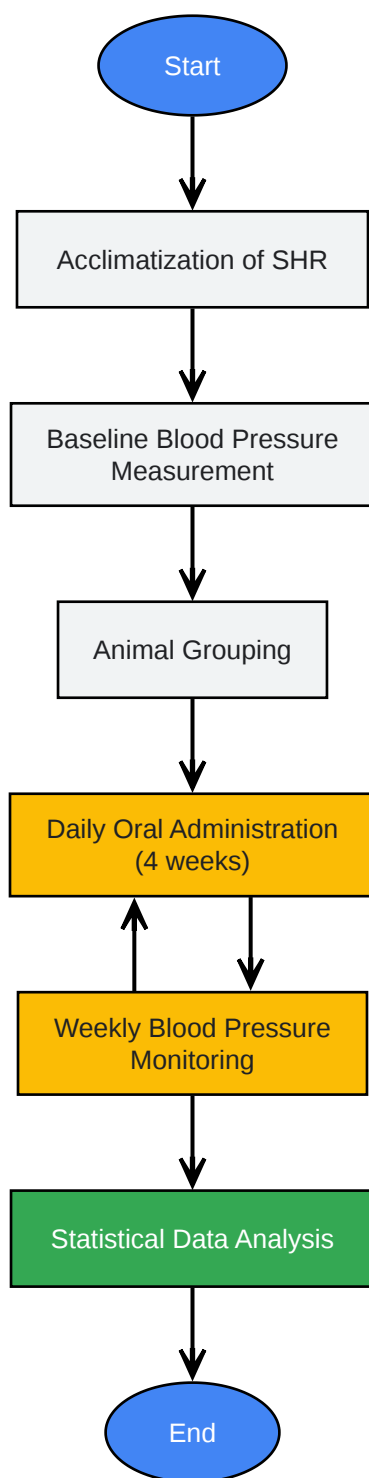 Start
Acclimatization of SHR
Baseline Blood Pressure
Measurement
Animal Grouping
Daily Oral Administration
(4 weeks)
Weekly Blood Pressure
Monitoring
Statistical Data Analysis
End